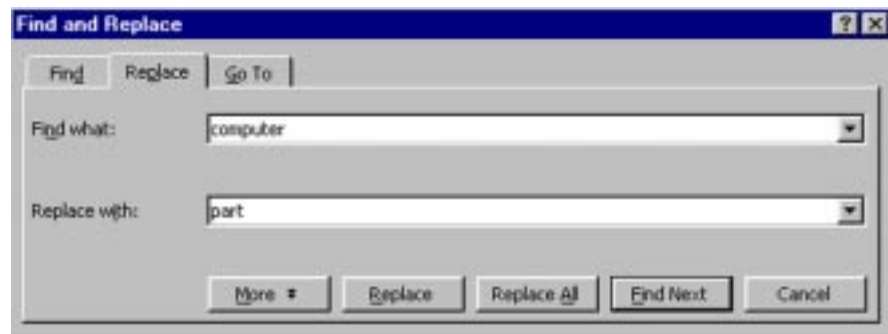 Find and Replace
Find Replace Go To
Find what: computer
Replace with: part
More Replace Replace All Find Next Cancel